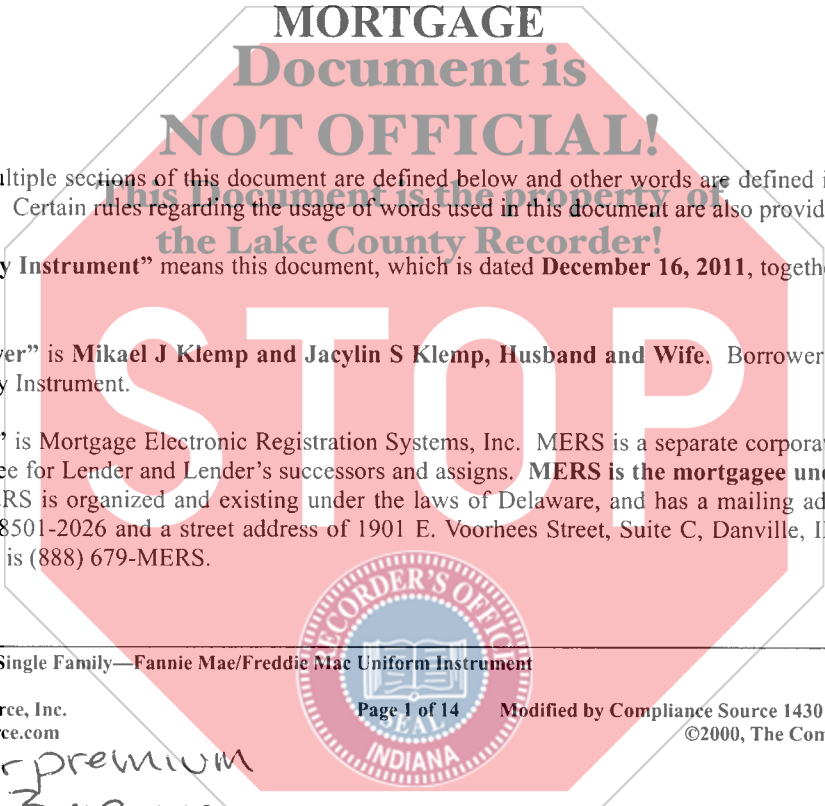 MORTGAGE
Document is
NOT OFFICIAL!
ltiple sections of this document are defined below and other words are defined i
This Document is the property of
Certain rules regarding the usage of words used in this document are also provid
the Lake County Recorder!
y Instrument” means this document, which is dated December 16, 2011, togethe
STOP
er” is Mikael J Klemp and Jacylin S Klemp, Husband and Wife. Borrower
y Instrument.
” is Mortgage Electronic Registration Systems, Inc. MERS is a separate corpora
ee for Lender and Lender’s successors and assigns. MERS is the mortgagee un
RS is organized and existing under the laws of Delaware, and has a mailing ad
8501-2026 and a street address of 1901 E. Voorhees Street, Suite C, Danville, I
is (888) 679-MERS.
RECORDER'S OFFICE
Single Family—Fannie Mae/Freddie Mac Uniform Instrument
rce, Inc. Page 1 of 14 Modified by Compliance Source 1430
SEAL
rce.com ©2000, The Com
INDIANA
r premium